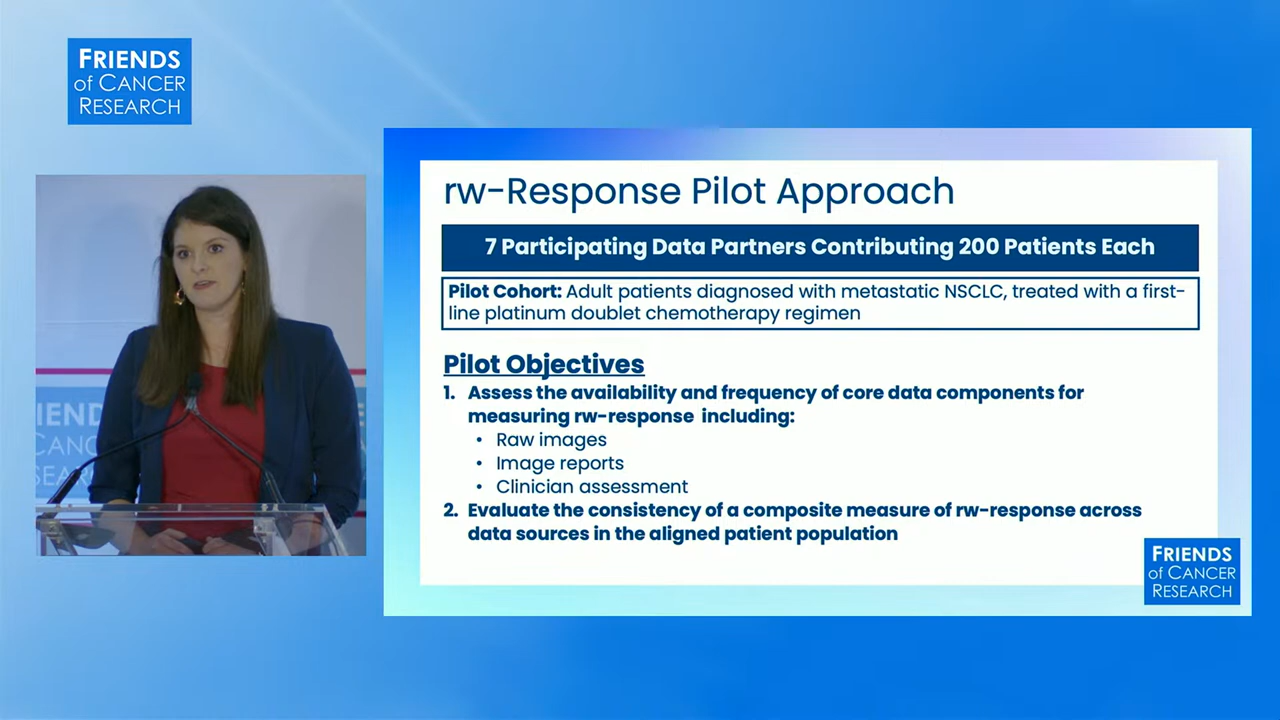 FRIENDS
of CANCER
RESEARCH
rw-Response Pilot Approach
7 Participating Data Partners Contributing 200 Patients Each
Pilot Cohort: Adult patients diagnosed with metastatic NSCLC, treated with a first-
line platinum doublet chemotherapy regimen
Pilot Objectives
1. Assess the availability and frequency of core data components for
measuring rw-response including:
• Raw images
• Image reports
• Clinician assessment
2. Evaluate the consistency of a composite measure of rw-response across
data sources in the aligned patient population
FRIENDS
of CANCER
RESEARCH